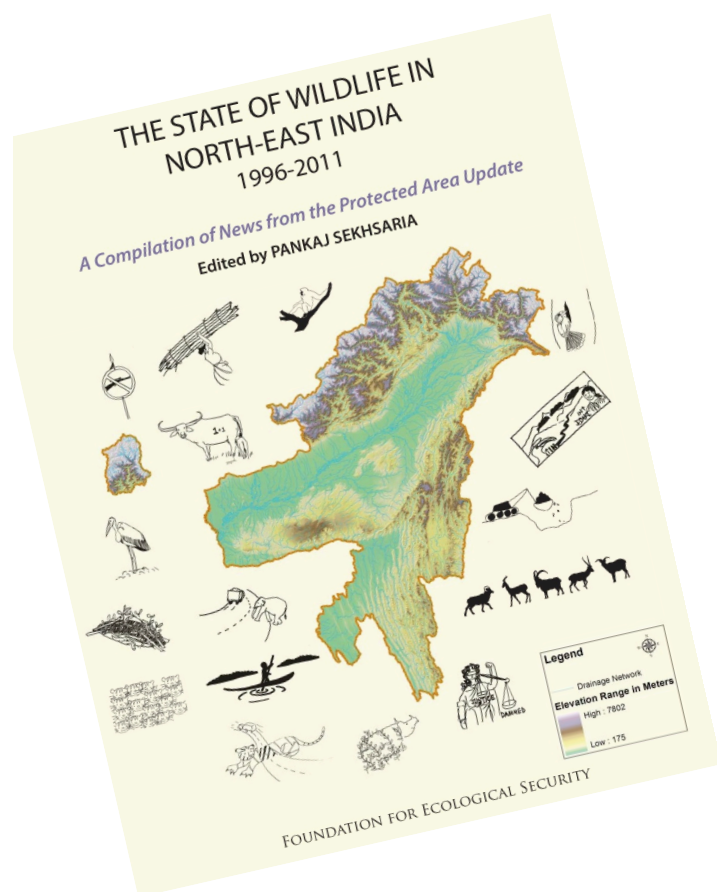 THE STATE OF WILDLIFE IN
NORTH-EAST INDIA
1996-2011
A Compilation of News from the Protected Area Update
Edited by PANKAJ SEKHSARIA
JUSTICE
DAMNED
Legend
Drainage Network
Elevation Range in Meters
High : 7802
Low : 175
FOUNDATION FOR ECOLOGICAL SECURITY